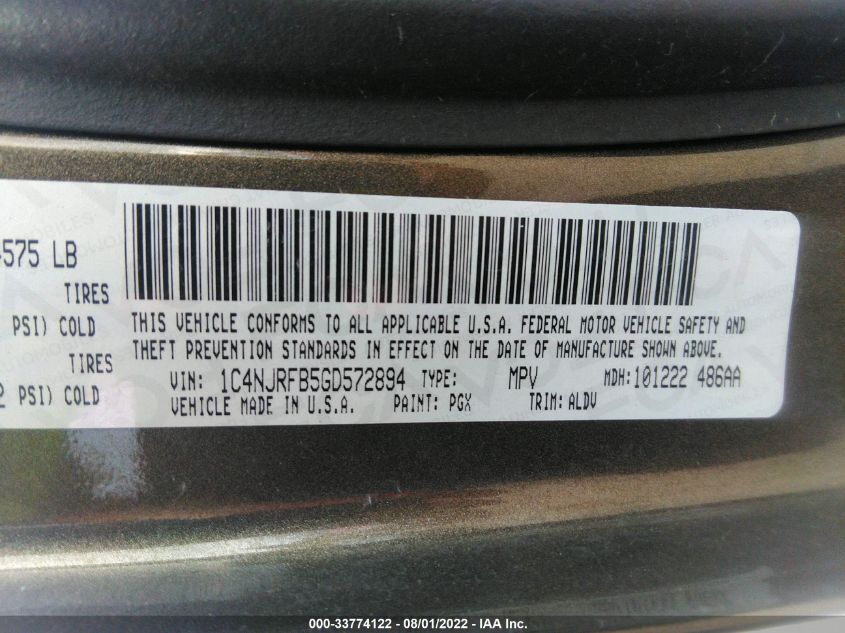 575 LB
TIRES
PSI) COLD
TIRES
PSI) COLD
THIS VEHICLE CONFORMS TO ALL APPLICABLE U.S.A. FEDERAL MOTOR VEHICLE SAFETY AND
THEFT PREVENTION STANDARDS IN EFFECT ON THE DATE OF MANUFACTURE SHOWN ABOVE.
VIN: 1C4NJRFB5GD572894 TYPE: MPV MDH:101222 486AA
VEHICLE MADE IN U.S.A. PAINT: PGX TRIM: ALDV
000-33774122 - 08/01/2022 - IAA Inc.